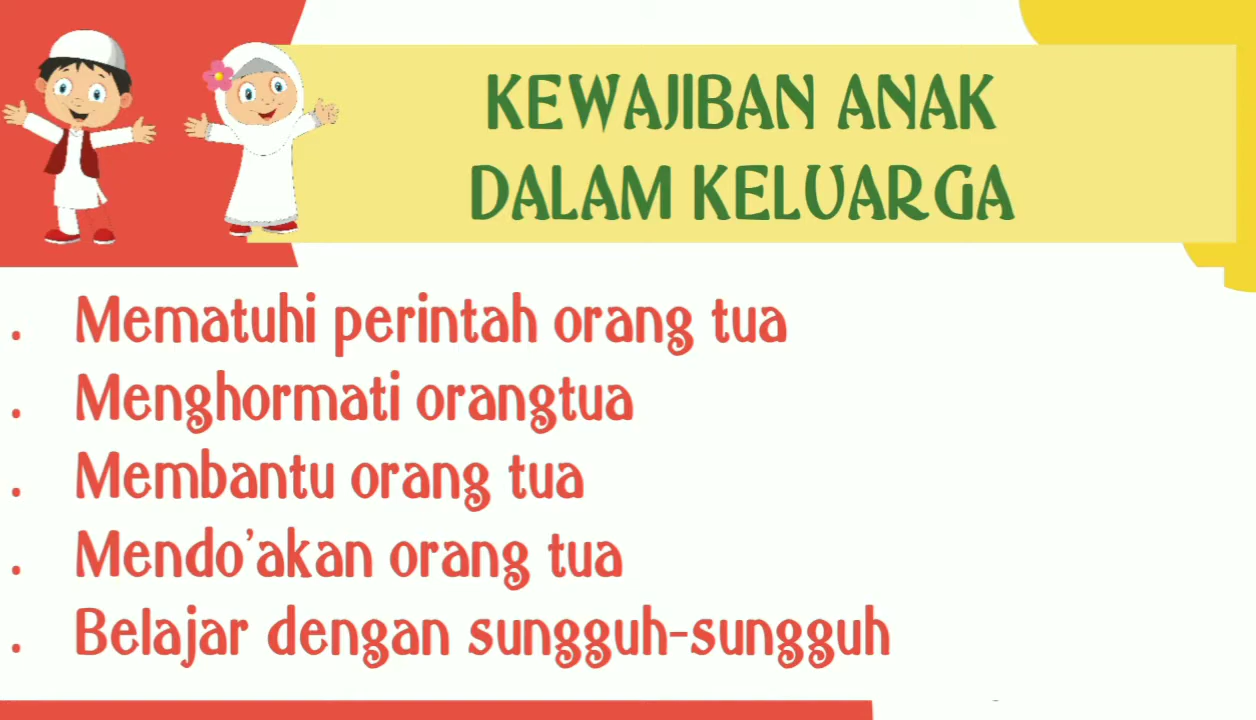 KEWAJIBAN ANAK
DALAM KELUARGA
. Mematuhi perintah orang tua
. Menghormati orangtua
. Membantu orang tua
. Mendo'akan orang tua
. Belajar dengan sungguh-sungguh